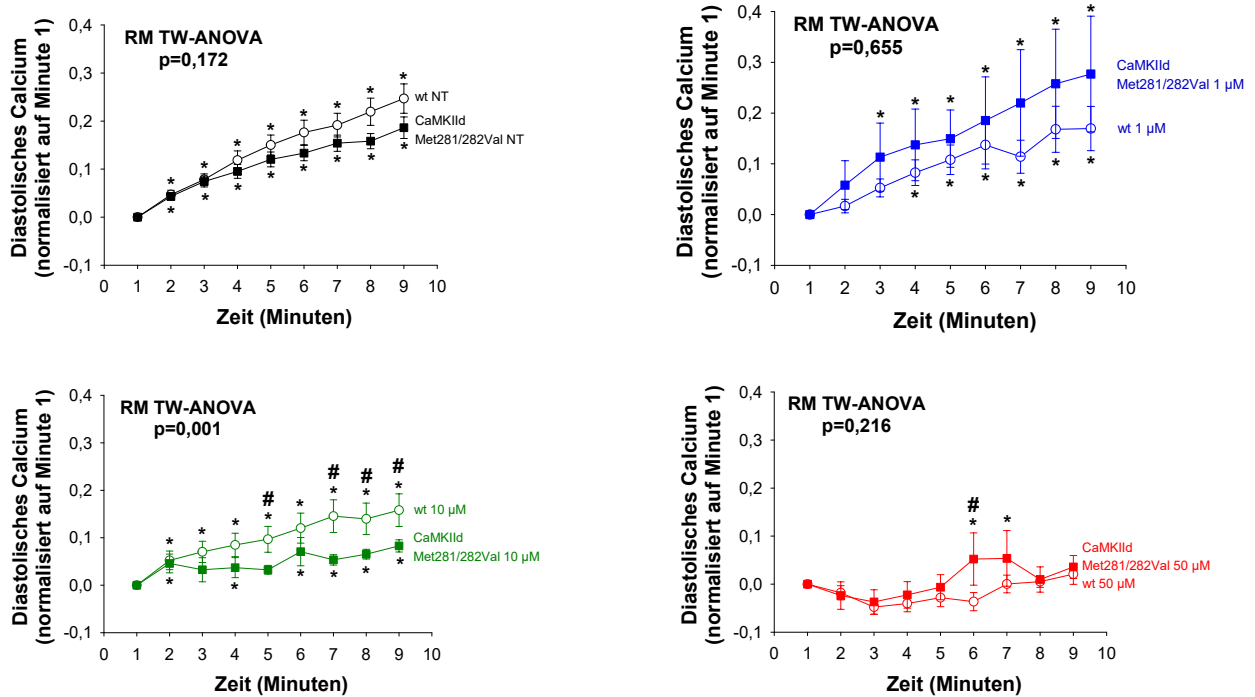 Diastolisches Calcium
(normalisiert auf Minute 1)
0,4
0,3
0,2
0,1
0,0
-0,1
RM TW-ANOVA
p=0,172
* * * * * * * *
wt NT
CaMKIId
Met281/282Val NT
* * * * * * * *
0 1 2 3 4 5 6 7 8 9 10
Zeit (Minuten)
Diastolisches Calcium
(normalisiert auf Minute 1)
0,4
0,3
0,2
0,1
0,0
-0,1
RM TW-ANOVA
p=0,655
* * * * * * *
CaMKIId
Met281/282Val 1 µM
wt 1 µM
* * * * * *
0 1 2 3 4 5 6 7 8 9 10
Zeit (Minuten)
Diastolisches Calcium
(normalisiert auf Minute 1)
0,4
0,3
0,2
0,1
0,0
-0,1
RM TW-ANOVA
p=0,001
# # # #
* * * * * * * *
wt 10 µM
CaMKIId
Met281/282Val 10 µM
* * * * * *
0 1 2 3 4 5 6 7 8 9 10
Zeit (Minuten)
Diastolisches Calcium
(normalisiert auf Minute 1)
0,4
0,3
0,2
0,1
0,0
-0,1
RM TW-ANOVA
p=0,216
#
* *
CaMKIId
Met281/282Val 50 µM
wt 50 µM
0 1 2 3 4 5 6 7 8 9 10
Zeit (Minuten)